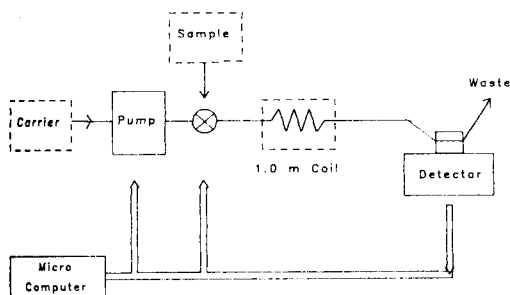 Sample
Waste
Carrier
Pump
1.0 m Coil
Detector
Micro
Computer